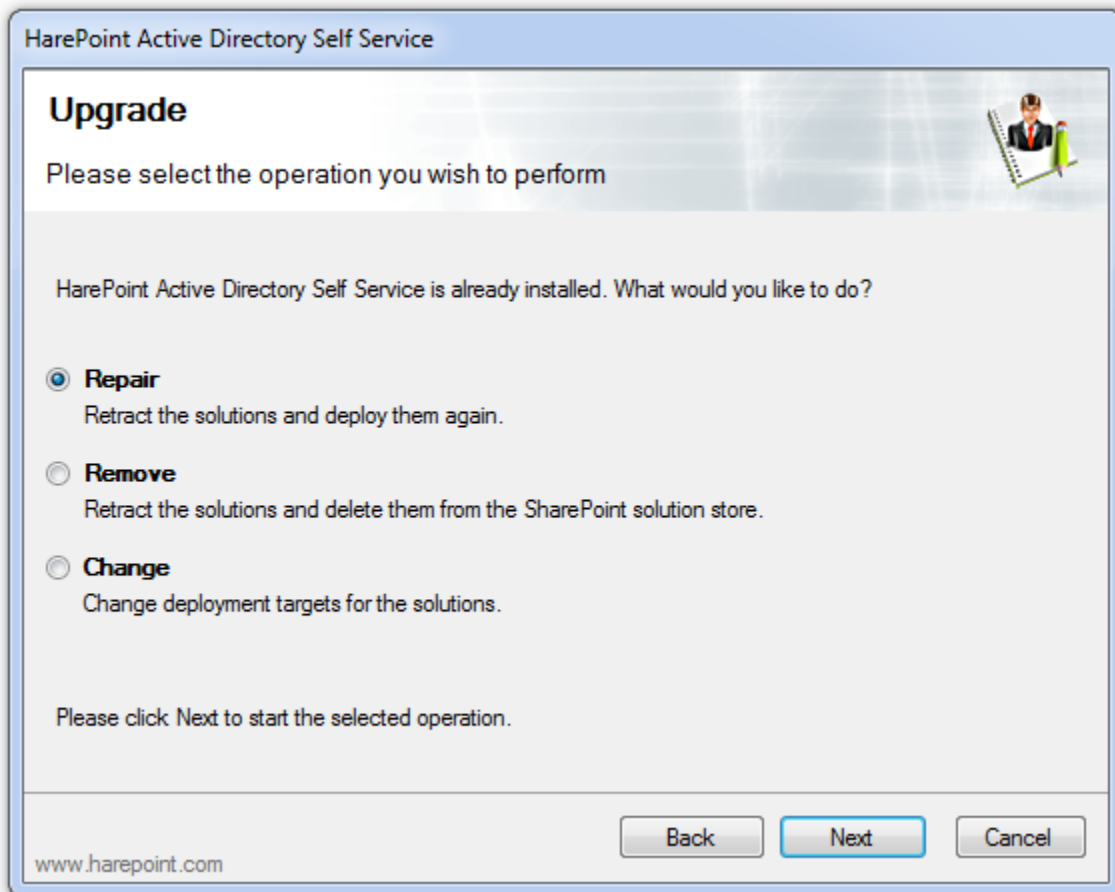 HarePoint Active Directory Self Service
Upgrade
Please select the operation you wish to perform
HarePoint Active Directory Self Service is already installed. What would you like to do?
Repair
Retract the solutions and deploy them again.
Remove
Retract the solutions and delete them from the SharePoint solution store.
Change
Change deployment targets for the solutions.
Please click Next to start the selected operation.
Back Next Cancel
www.harepoint.com